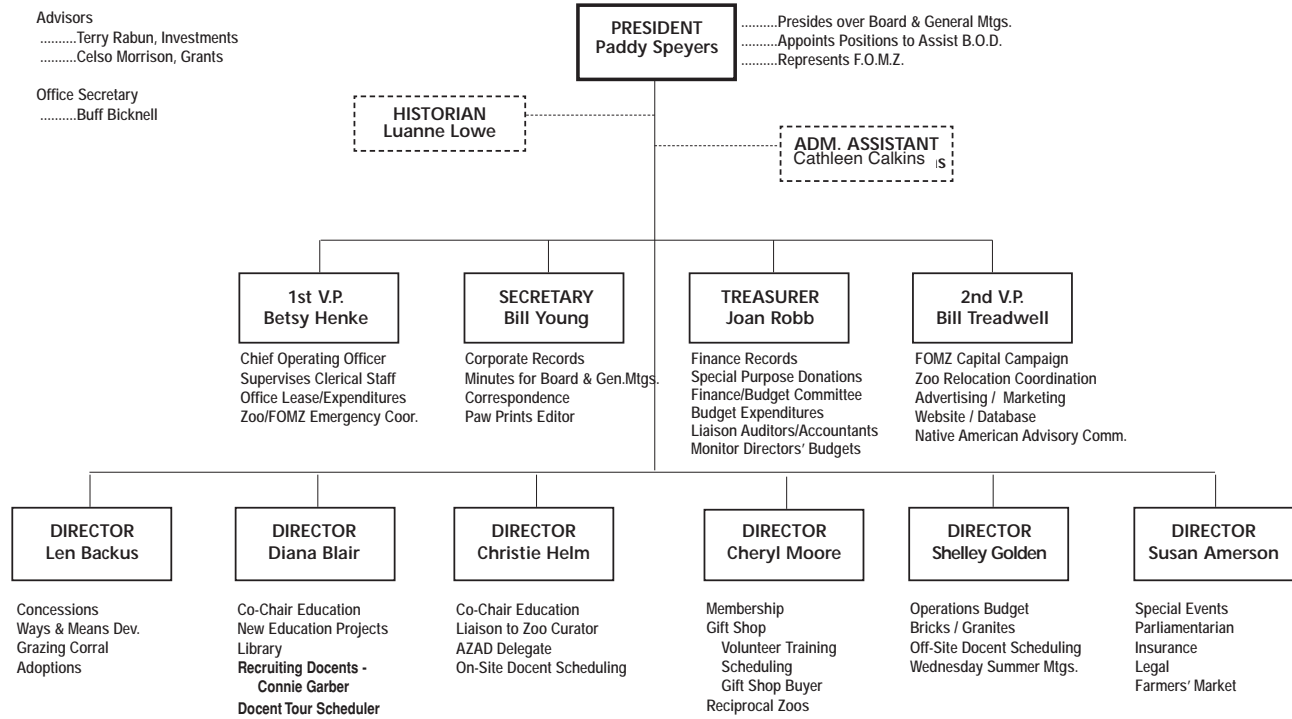 Advisors
..........Terry Rabun, Investments
..........Celso Morrison, Grants
Office Secretary
..........Buff Bicknell
PRESIDENT
Paddy Speyers
..........Presides over Board & General Mtgs.
..........Appoints Positions to Assist B.O.D.
..........Represents F.O.M.Z.
HISTORIAN
Luanne Lowe
ADM. ASSISTANT
Cathleen Calkins
1st V.P.
Betsy Henke
Chief Operating Officer
Supervises Clerical Staff
Office Lease/Expenditures
Zoo/FOMZ Emergency Coor.
SECRETARY
Bill Young
Corporate Records
Minutes for Board & Gen.Mtgs.
Correspondence
Paw Prints Editor
TREASURER
Joan Robb
Finance Records
Special Purpose Donations
Finance/Budget Committee
Budget Expenditures
Liaison Auditors/Accountants
Monitor Directors' Budgets
2nd V.P.
Bill Treadwell
FOMZ Capital Campaign
Zoo Relocation Coordination
Advertising / Marketing
Website / Database
Native American Advisory Comm.
DIRECTOR
Len Backus
Concessions
Ways & Means Dev.
Grazing Corral
Adoptions
DIRECTOR
Diana Blair
Co-Chair Education
New Education Projects
Library
Recruiting Docents -
Connie Garber
Docent Tour Scheduler
DIRECTOR
Christie Helm
Co-Chair Education
Liaison to Zoo Curator
AZAD Delegate
On-Site Docent Scheduling
DIRECTOR
Cheryl Moore
Membership
Gift Shop
Volunteer Training
Scheduling
Gift Shop Buyer
Reciprocal Zoos
DIRECTOR
Shelley Golden
Operations Budget
Bricks / Granites
Off-Site Docent Scheduling
Wednesday Summer Mtgs.
DIRECTOR
Susan Amerson
Special Events
Parliamentarian
Insurance
Legal
Farmers' Market